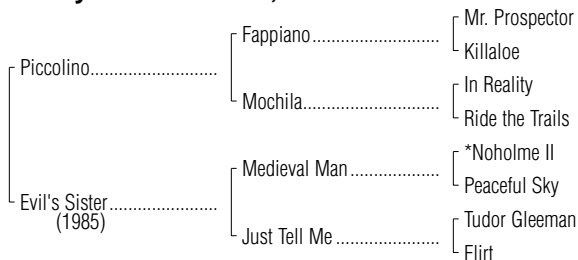 Mr. Prospector
Fappiano
Killaloe
Piccolino
In Reality
Mochila
Ride the Trails
*Noholme II
Medieval Man
Peaceful Sky
Evil's Sister
(1985)
Tudor Gleeman
Just Tell Me
Flirt